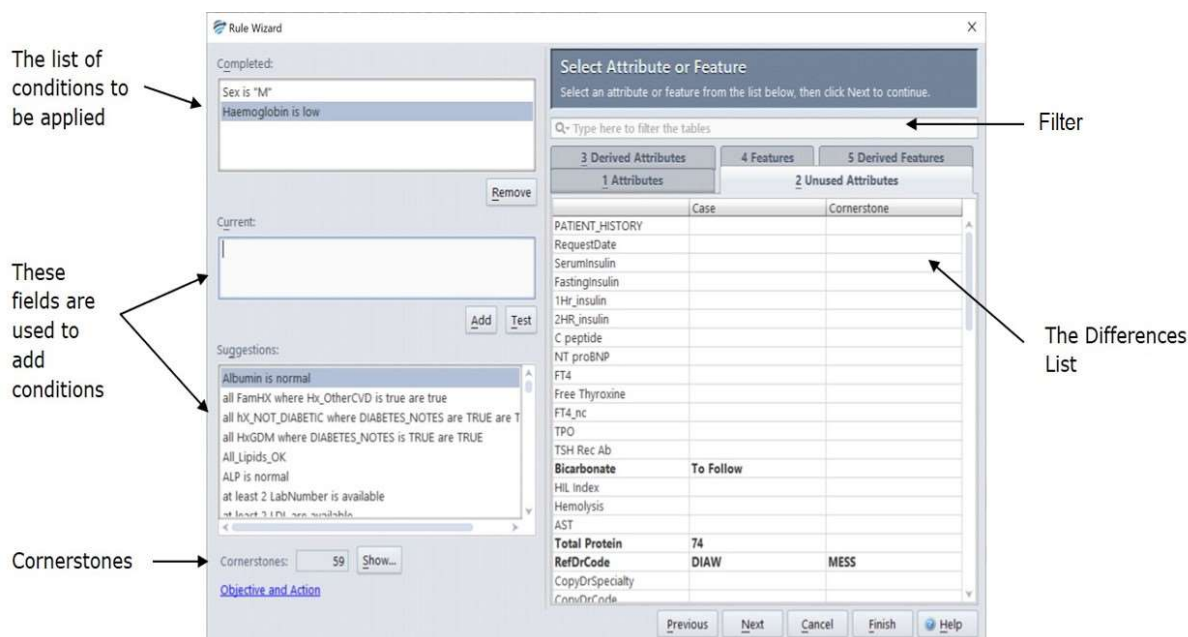 Rule Wizard
X
The list of
conditions to
be applied
Completed:
Sex is "M"
Haemoglobin is low
Remove
Current:
These
fields are
used to
add
conditions
Add Test
Suggestions:
Albumin is normal
all FamHX where Hx_OtherCVD is true are true
all hX_NOT_DIABETIC where DIABETES_NOTES are TRUE are T
all HxGDM where DIABETES_NOTES is TRUE are TRUE
All_Lipids_OK
ALP is normal
at least 2 LabNumber is available
at least 2 LDL are available
Cornerstones
Cornerstones: 59 Show...
Objective and Action
Select Attribute or Feature
Select an attribute or feature from the list below, then click Next to continue.
Type here to filter the tables
Filter
3 Derived Attributes 4 Features 5 Derived Features
1 Attributes 2 Unused Attributes
Case Cornerstone
PATIENT_HISTORY
RequestDate
SerumInsulin
FastingInsulin
1Hr_insulin
2HR_insulin
C peptide
NT proBNP
FT4
Free Thyroxine
FT4_nc
TPO
TSH Rec Ab
Bicarbonate To Follow
HIL Index
Hemolysis
AST
Total Protein 74
RefDrCode DIAW MESS
CopyDrSpecialty
CopyDrCode
The Differences
List
Previous Next Cancel Finish Help